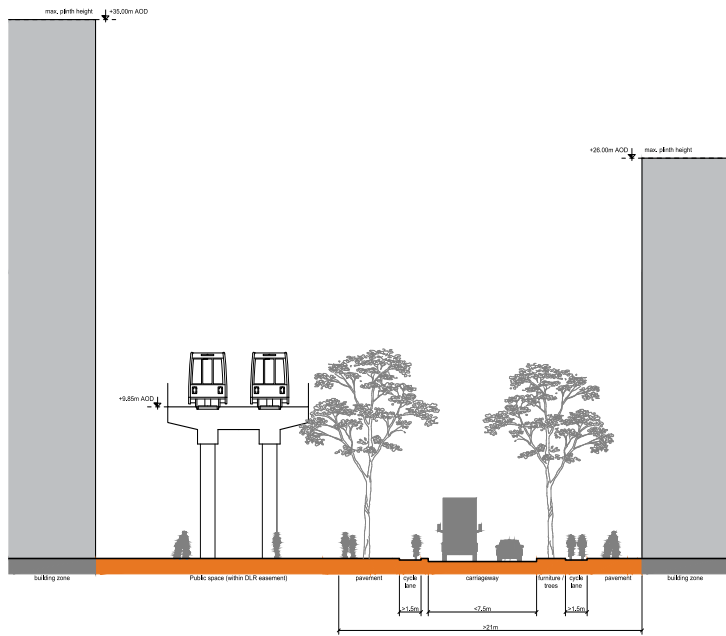 max. plinth height
+35.00m AOD
+26.00m AOD
max. plinth height
+9.85m AOD
building zone
Public space (within DLR easement)
pavement
cycle
lane
carriageway
furniture /
trees
cycle
lane
pavement
building zone
>1.5m
<7.5m
>1.5m
>21m